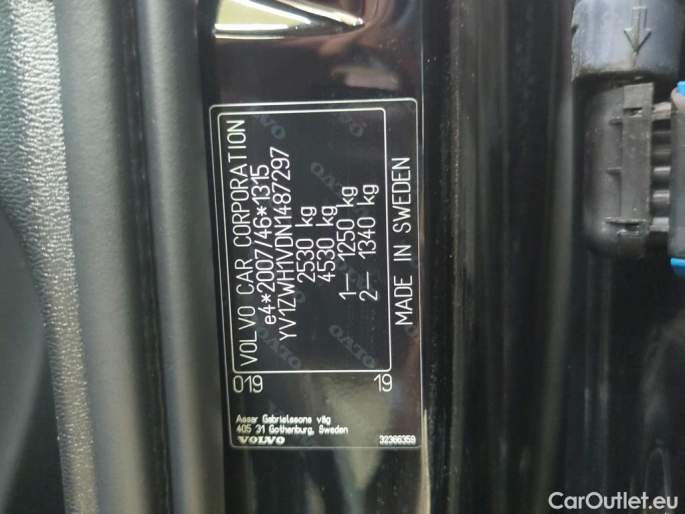 VOLVO CAR CORPORATION
e4*2007/46*1315
YV1ZWH1VDN1487297
2530 kg
4530 kg
1– 1250 kg
2– 1340 kg
MADE IN SWEDEN
019 19
Assar Gabrielssons väg
405 31 Gothenburg, Sweden
VOLVO 32366359
CarOutlet.eu